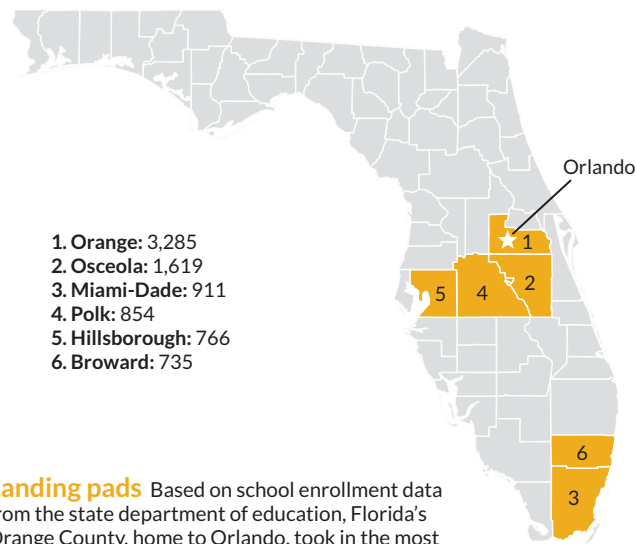 Orlando
1. Orange: 3,285
2. Osceola: 1,619
3. Miami-Dade: 911
4. Polk: 854
5. Hillsborough: 766
6. Broward: 735
1
2
5
4
6
3
Landing pads Based on school enrollment data
from the state department of education, Florida’s
Orange County, home to Orlando, took in the most